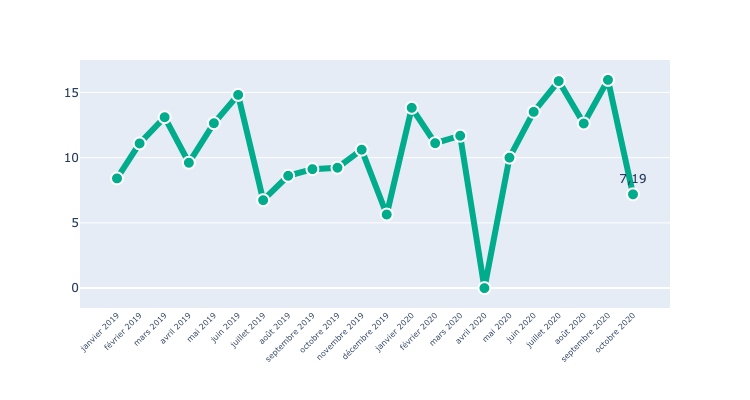 15
10
5
0
7.19
janvier 2019
février 2019
mars 2019
avril 2019
mai 2019
juin 2019
juillet 2019
août 2019
septembre 2019
octobre 2019
novembre 2019
décembre 2019
janvier 2020
février 2020
mars 2020
avril 2020
mai 2020
juin 2020
juillet 2020
août 2020
septembre 2020
octobre 2020